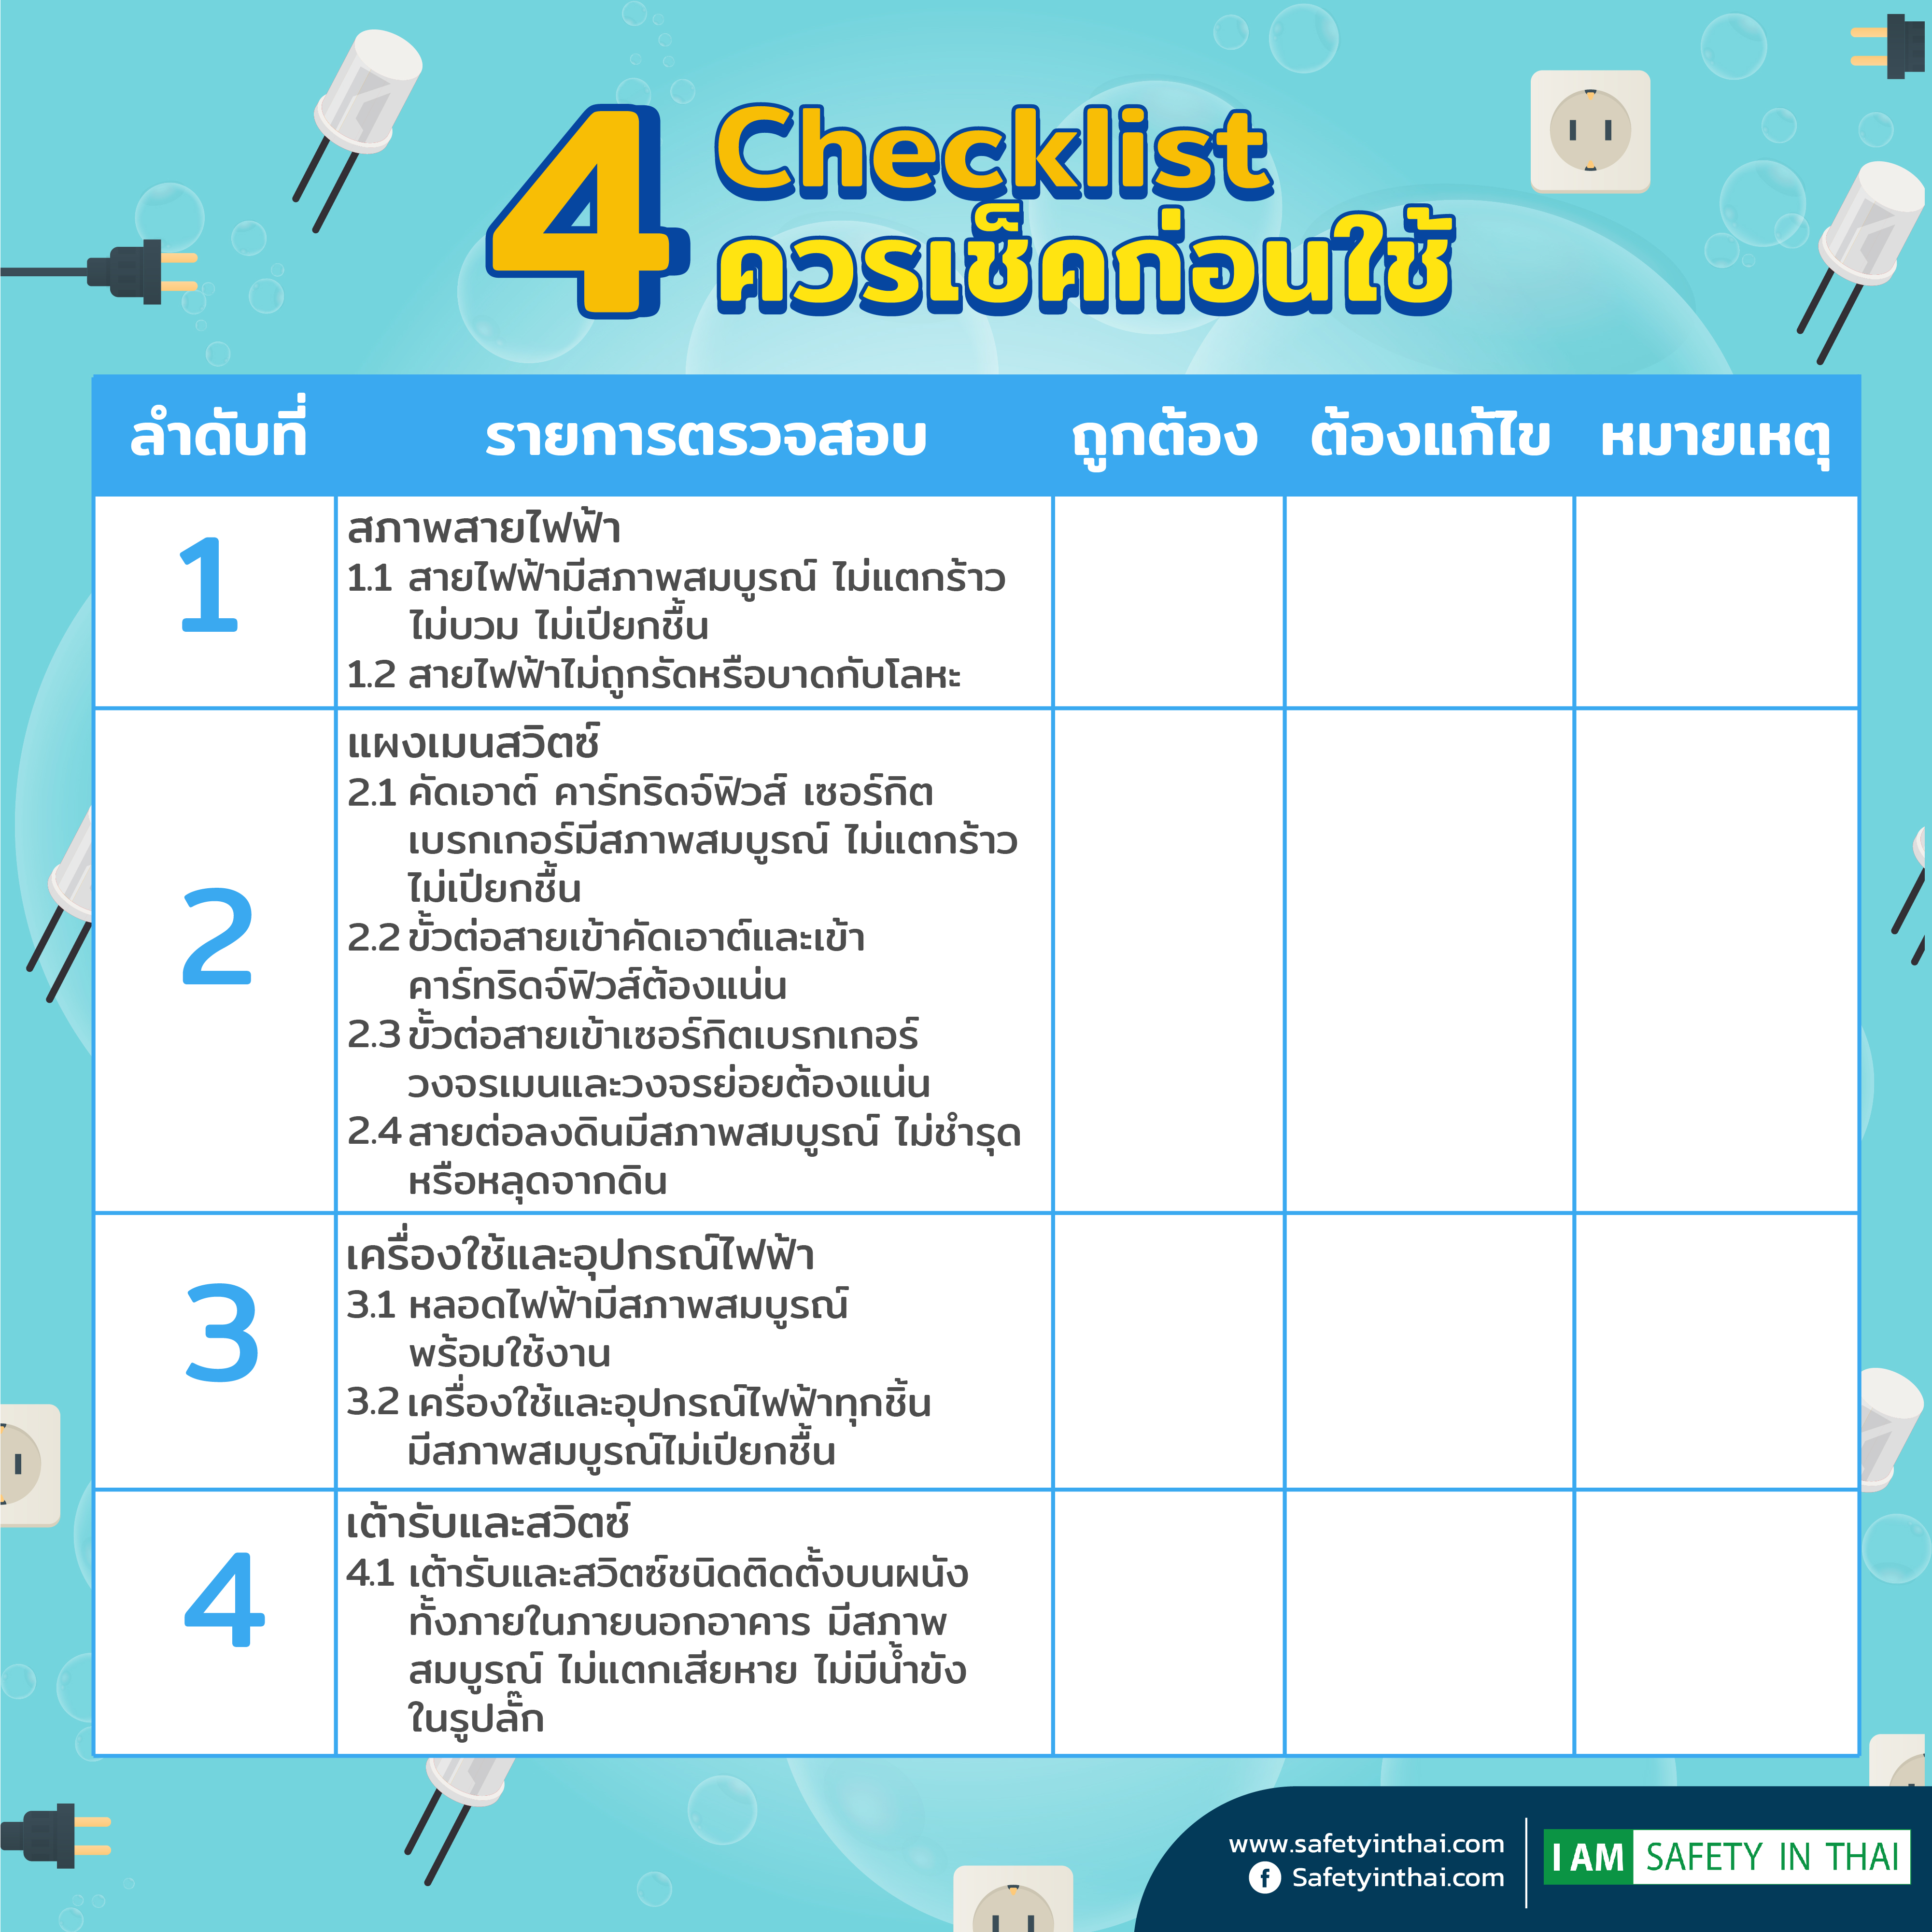 4 Checklist
ควรเช็คก่อนใช้
ลำดับที่ รายการตรวจสอบ ถูกต้อง ต้องแก้ไข หมายเหตุ
1
สภาพสายไฟฟ้า
1.1 สายไฟฟ้ามีสภาพสมบูรณ์ ไม่แตกร้าว
ไม่บวม ไม่เปียกชื้น
1.2 สายไฟฟ้าไม่ถูกรัดหรือบาดกับโลหะ
2
แผงเมนสวิตซ์
2.1 คัดเอาต์ คาร์ทริดจ์ฟิวส์ เซอร์กิต
เบรกเกอร์มีสภาพสมบูรณ์ ไม่แตกร้าว
ไม่เปียกชื้น
2.2 ขั้วต่อสายเข้าคัดเอาต์และเข้า
คาร์ทริดจ์ฟิวส์ต้องแน่น
2.3 ขั้วต่อสายเข้าเซอร์กิตเบรกเกอร์
วงจรเมนและวงจรย่อยต้องแน่น
2.4 สายต่อลงดินมีสภาพสมบูรณ์ ไม่ชำรุด
หรือหลุดจากดิน
3
เครื่องใช้และอุปกรณ์ไฟฟ้า
3.1 หลอดไฟฟ้ามีสภาพสมบูรณ์
พร้อมใช้งาน
3.2 เครื่องใช้และอุปกรณ์ไฟฟ้าทุกชิ้น
มีสภาพสมบูรณ์ไม่เปียกชื้น
4
เต้ารับและสวิตซ์
4.1 เต้ารับและสวิตซ์ชนิดติดตั้งบนผนัง
ทั้งภายในภายนอกอาคาร มีสภาพ
สมบูรณ์ ไม่แตกเสียหาย ไม่มีน้ำขัง
ในรูปลั๊ก
www.safetyinthai.com
Safetyinthai.com
I AM SAFETY IN THAI